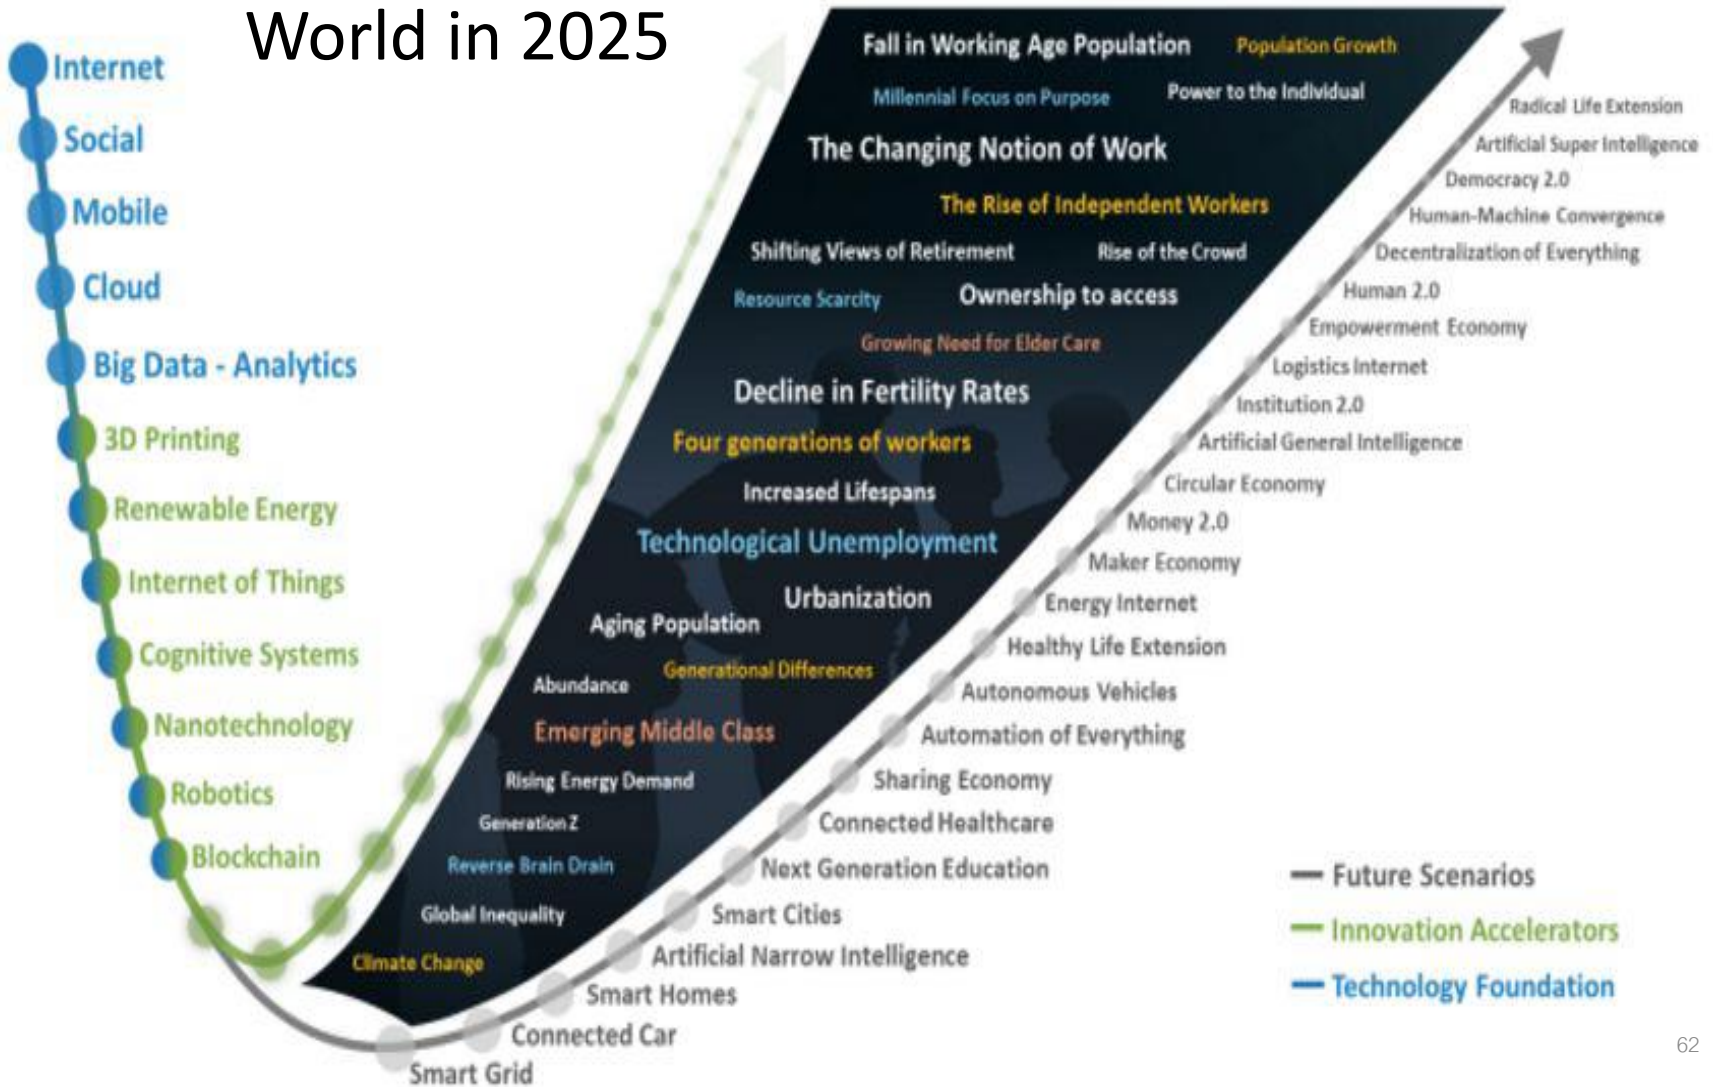 World in 2025
Internet
Social
Mobile
Cloud
Big Data - Analytics
3D Printing
Renewable Energy
Internet of Things
Cognitive Systems
Nanotechnology
Robotics
Blockchain
Fall in Working Age Population
Population Growth
Millennial Focus on Purpose
Power to the Individual
The Changing Notion of Work
The Rise of Independent Workers
Shifting Views of Retirement
Rise of the Crowd
Resource Scarcity
Ownership to access
Growing Need for Elder Care
Decline in Fertility Rates
Four generations of workers
Increased Lifespans
Technological Unemployment
Urbanization
Aging Population
Generational Differences
Abundance
Emerging Middle Class
Rising Energy Demand
Generation Z
Reverse Brain Drain
Global Inequality
Climate Change
Radical Life Extension
Artificial Super Intelligence
Democracy 2.0
Human-Machine Convergence
Decentralization of Everything
Human 2.0
Empowerment Economy
Logistics Internet
Institution 2.0
Artificial General Intelligence
Circular Economy
Money 2.0
Maker Economy
Energy Internet
Healthy Life Extension
Autonomous Vehicles
Automation of Everything
Sharing Economy
Connected Healthcare
Next Generation Education
Smart Cities
Artificial Narrow Intelligence
Smart Homes
Connected Car
Smart Grid
Future Scenarios
Innovation Accelerators
Technology Foundation
62